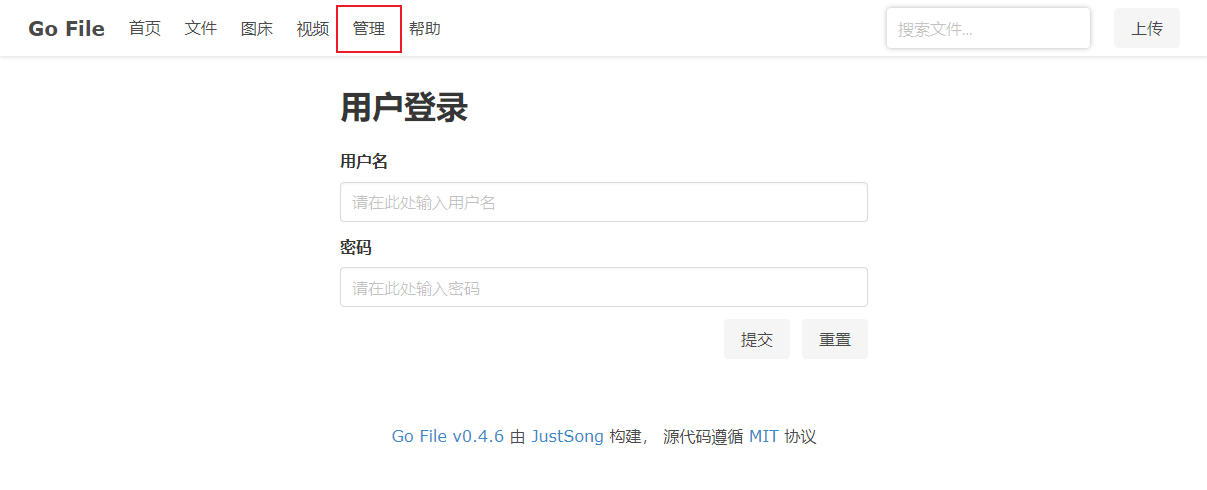 Go File 首页 文件 图床 视频 管理 帮助 搜索文件... 上传
用户登录
用户名
请在此处输入用户名
密码
请在此处输入密码
提交 重置
Go File v0.4.6 由 JustSong 构建， 源代码遵循 MIT 协议